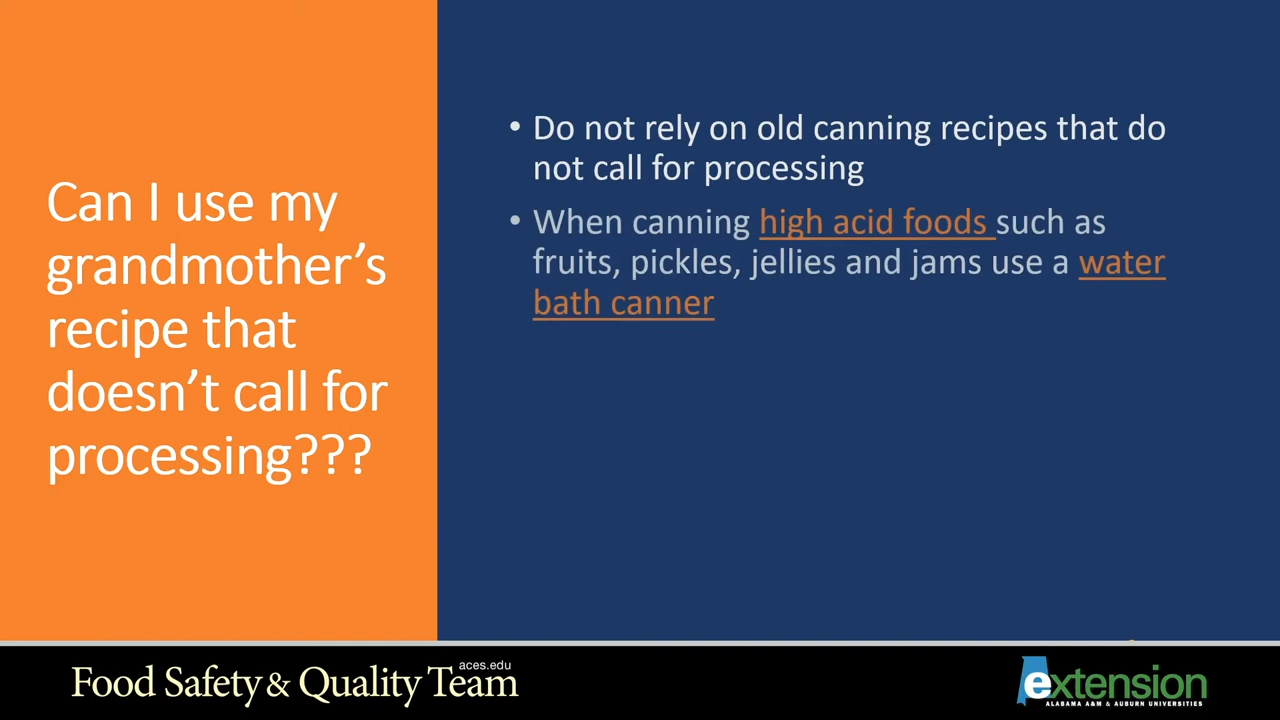 Can I use my
grandmother’s
recipe that
doesn’t call for
processing???
• Do not rely on old canning recipes that do
not call for processing
• When canning high acid foods such as
fruits, pickles, jellies and jams use a water
bath canner
Food Safety & Quality Team
aces.edu
extension
ALABAMA A&M & AUBURN UNIVERSITIES